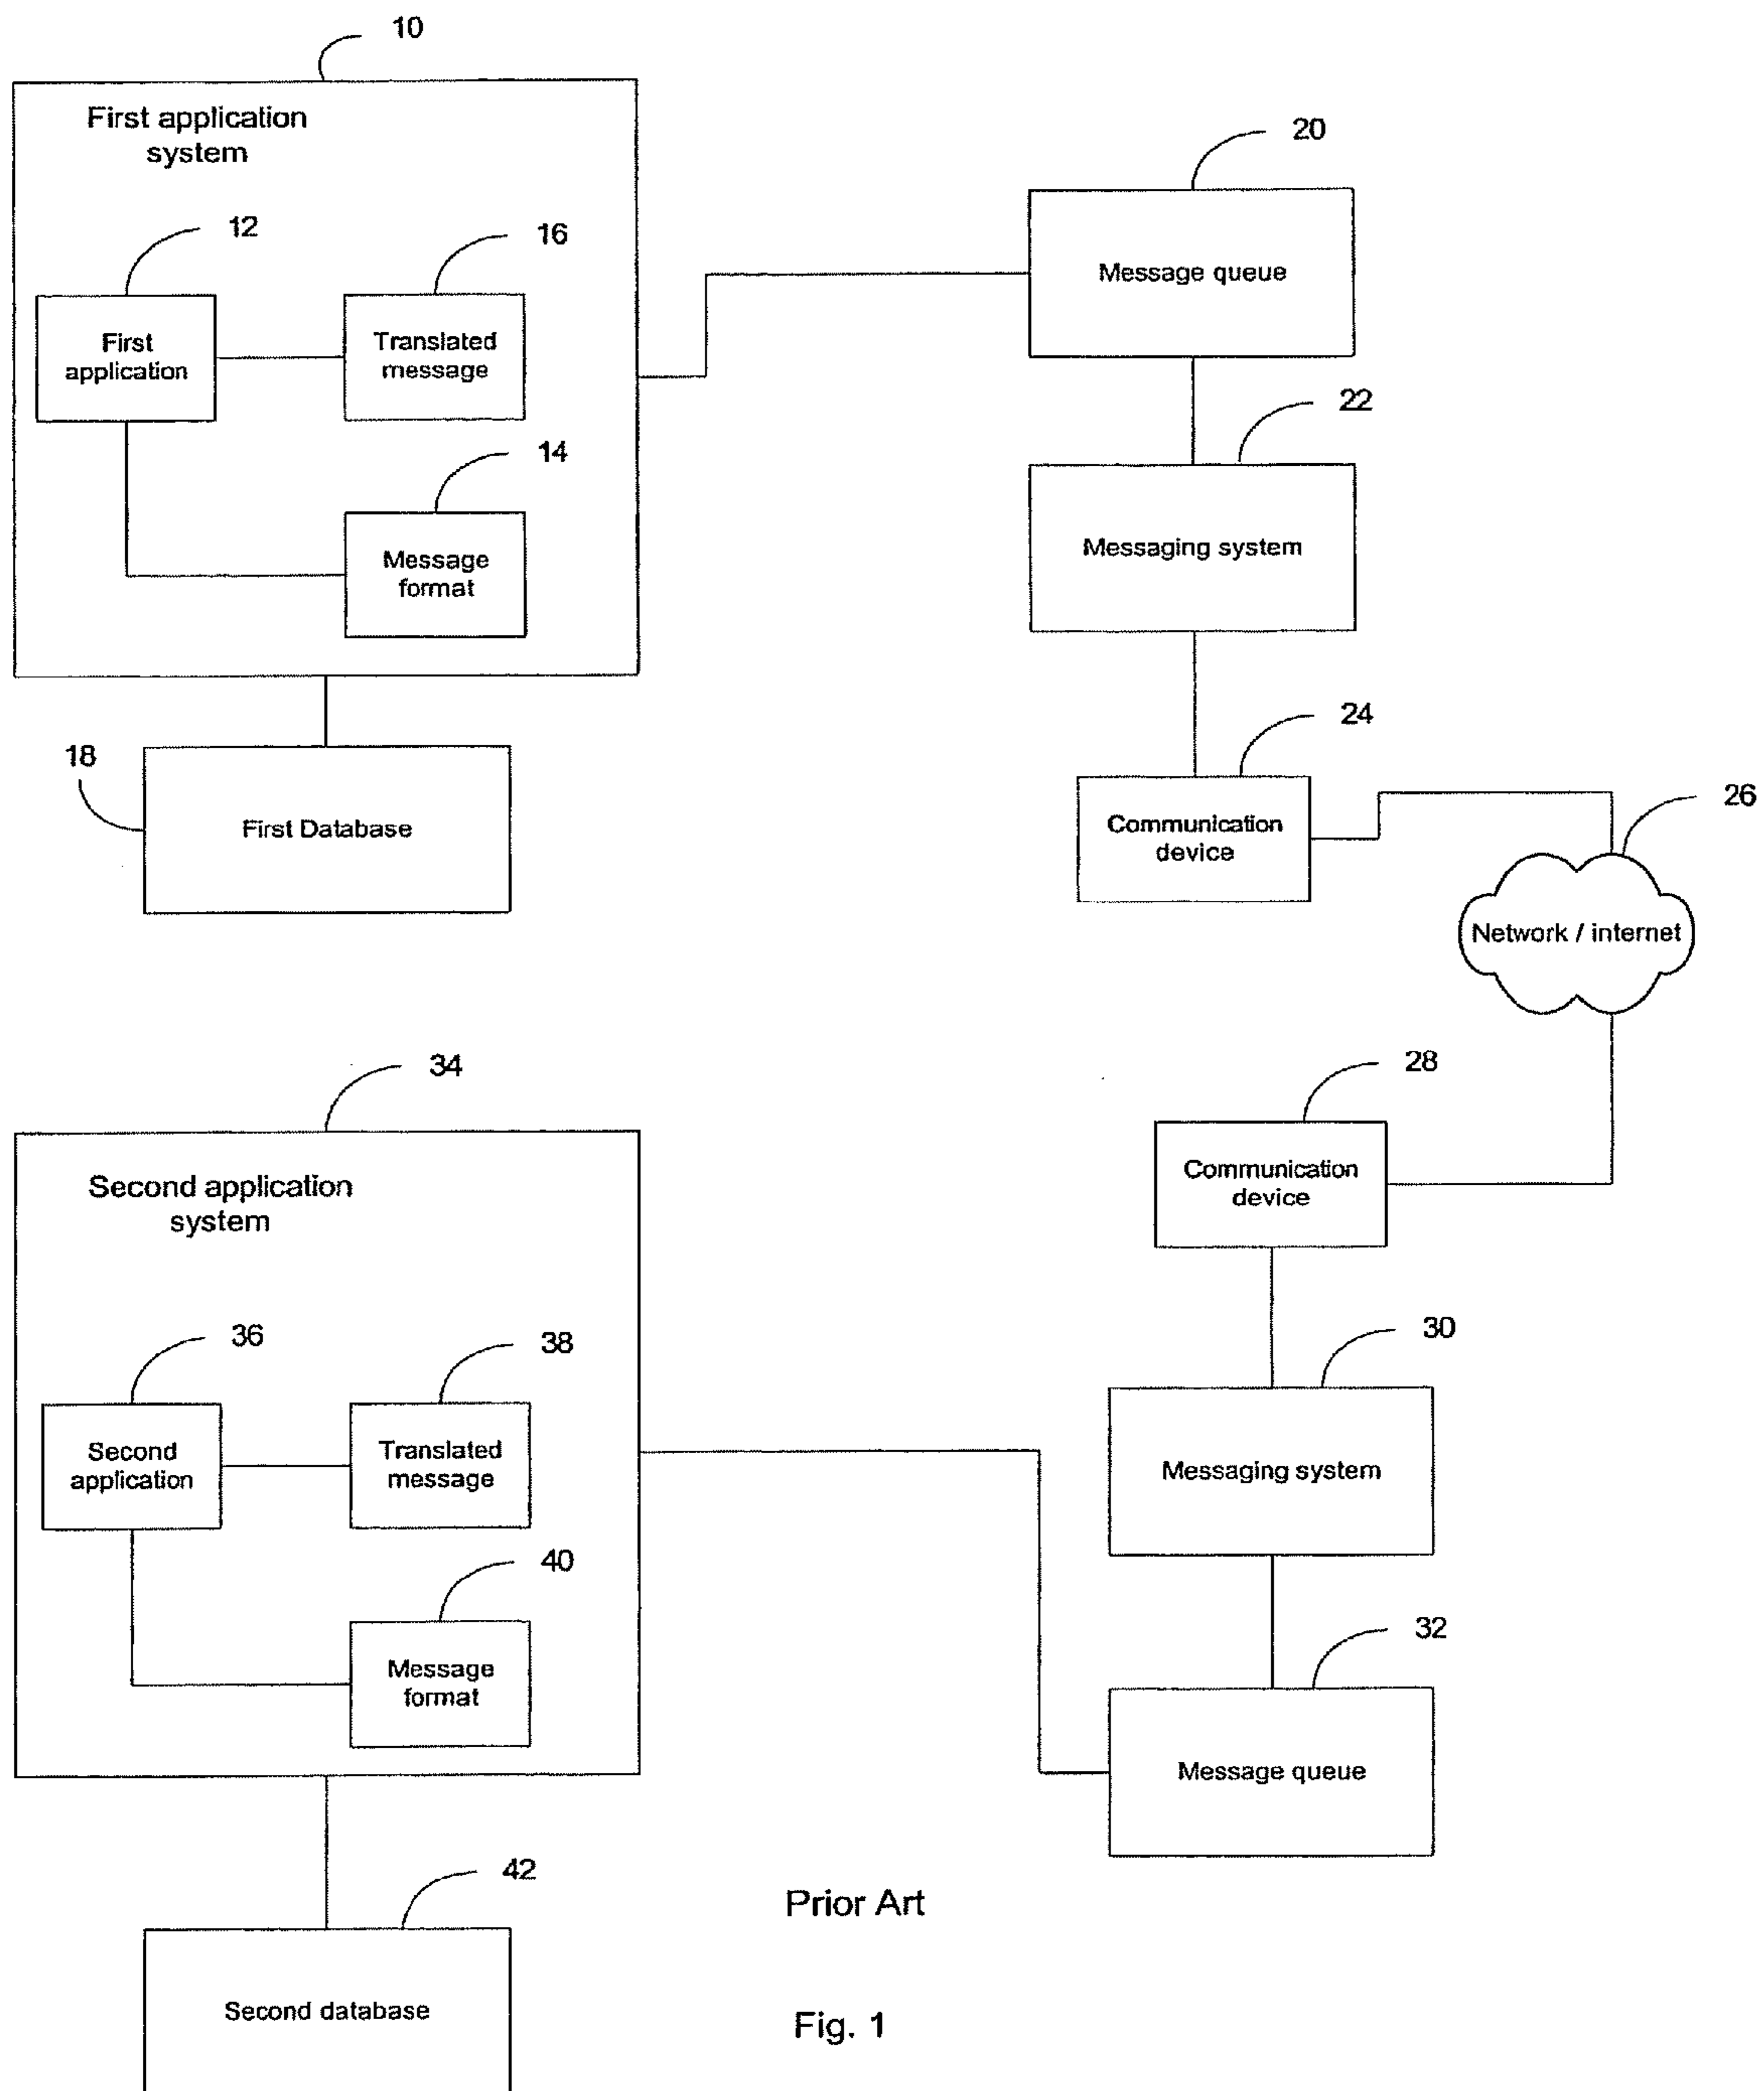 10
First application
system
20
12
16
Message queue
First
application
Translated
message
22
14
Messaging system
Message
format
24
18
26
First Database
Communication
device
Network / internet
34
28
Second application
system
Communication
device
36
38
30
Second
application
Translated
message
Messaging system
40
32
Message
format
Message queue
42
Prior Art
Second database
Fig. 1